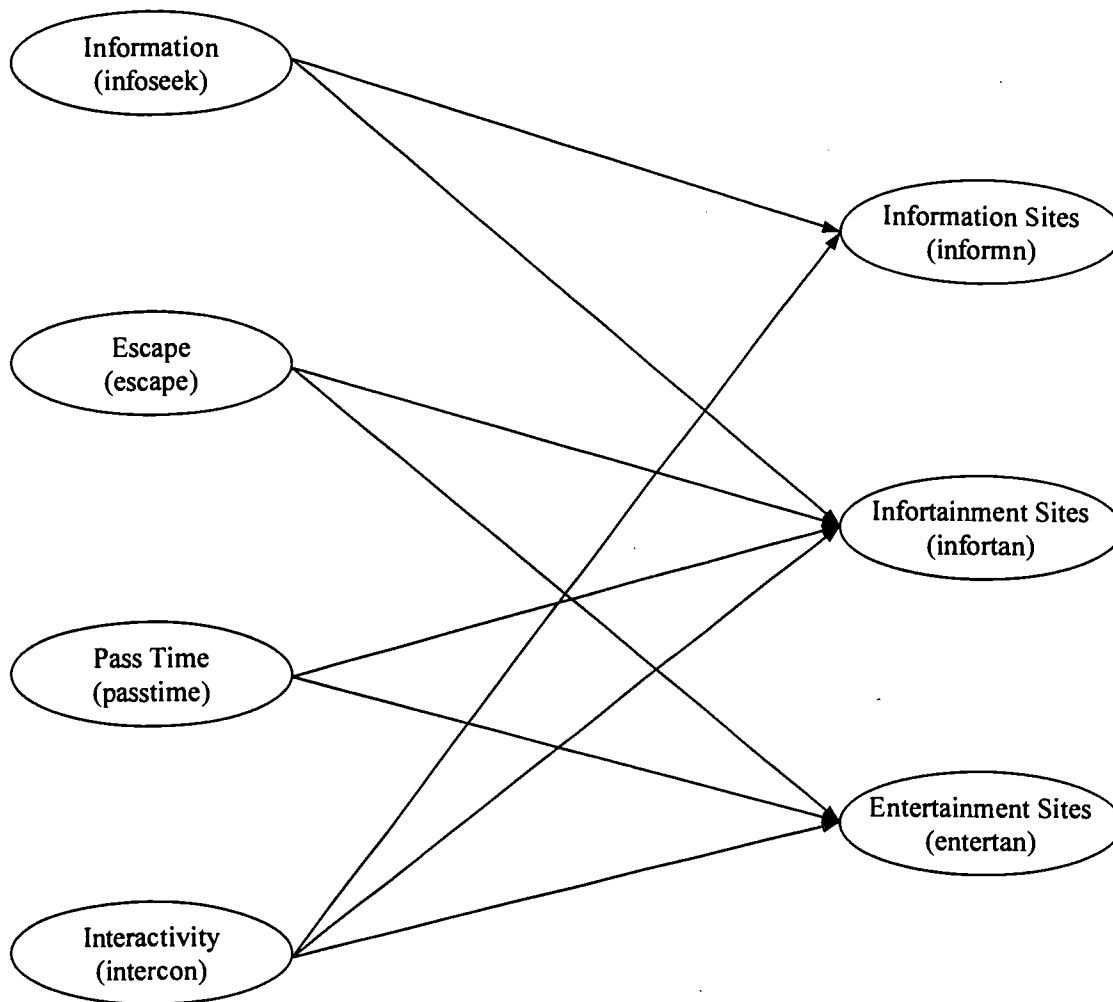 Information
(infoseek)
Information Sites
(informn)
Escape
(escape)
Infortainment Sites
(infortan)
Pass Time
(passtime)
Entertainment Sites
(entertan)
Interactivity
(intercon)